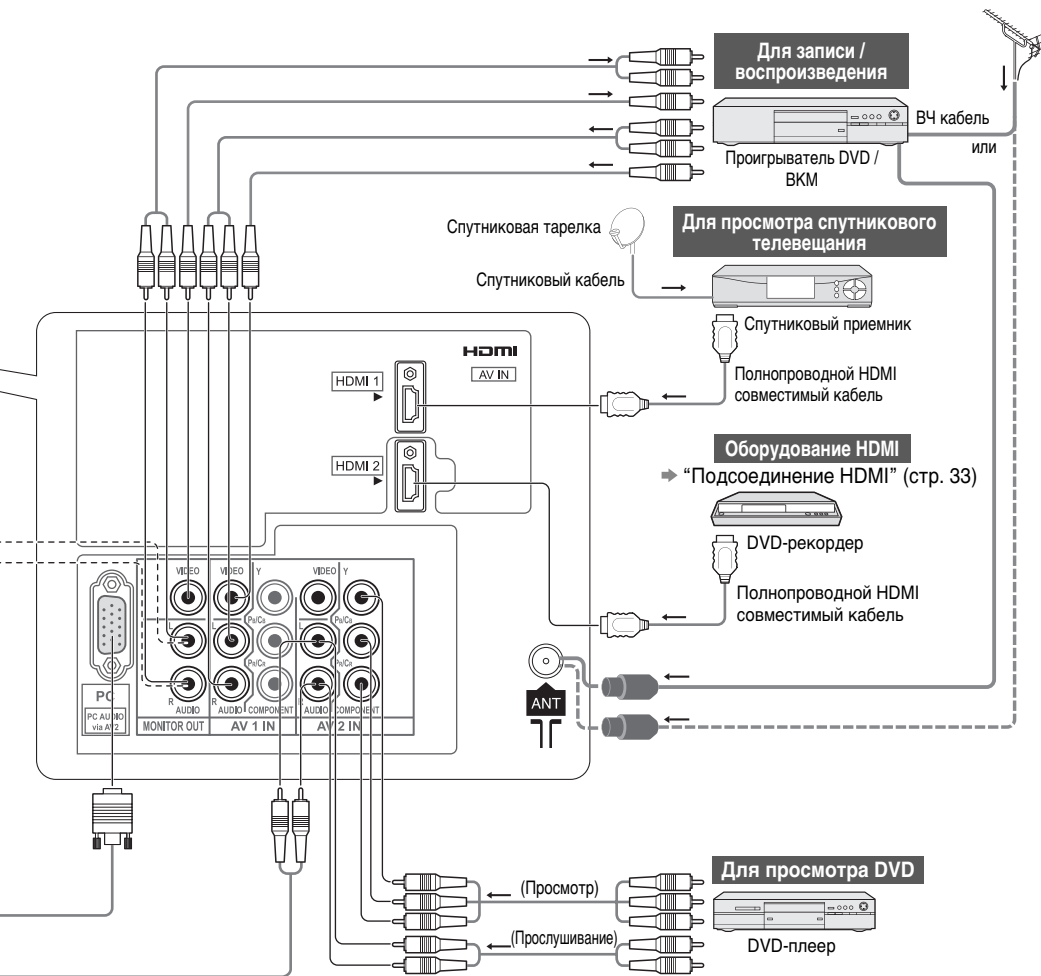 Для записи /
воспроизведения
ВЧ кабель
или
Проигрыватель DVD /
ВКМ
Спутниковая тарелка
Для просмотра спутникового
телевещания
Спутниковый кабель
Спутниковый приемник
HDMI
AV IN
HDMI 1
Полнопроводной HDMI
совместимый кабель
Оборудование HDMI
“Подсоединение HDMI” (стр. 33)
HDMI 2
DVD-рекордер
Полнопроводной HDMI
совместимый кабель
VIDEO VIDEO Y VIDEO Y
L L PB/CB L PB/CB
PR/CR PR/CR
R R R
AUDIO AUDIO COMPONENT AUDIO COMPONENT
MONITOR OUT AV 1 IN AV 2 IN
PC
PC AUDIO
via AV2
ANT
Для просмотра DVD
(Просмотр)
(Прослушивание)
DVD-плеер